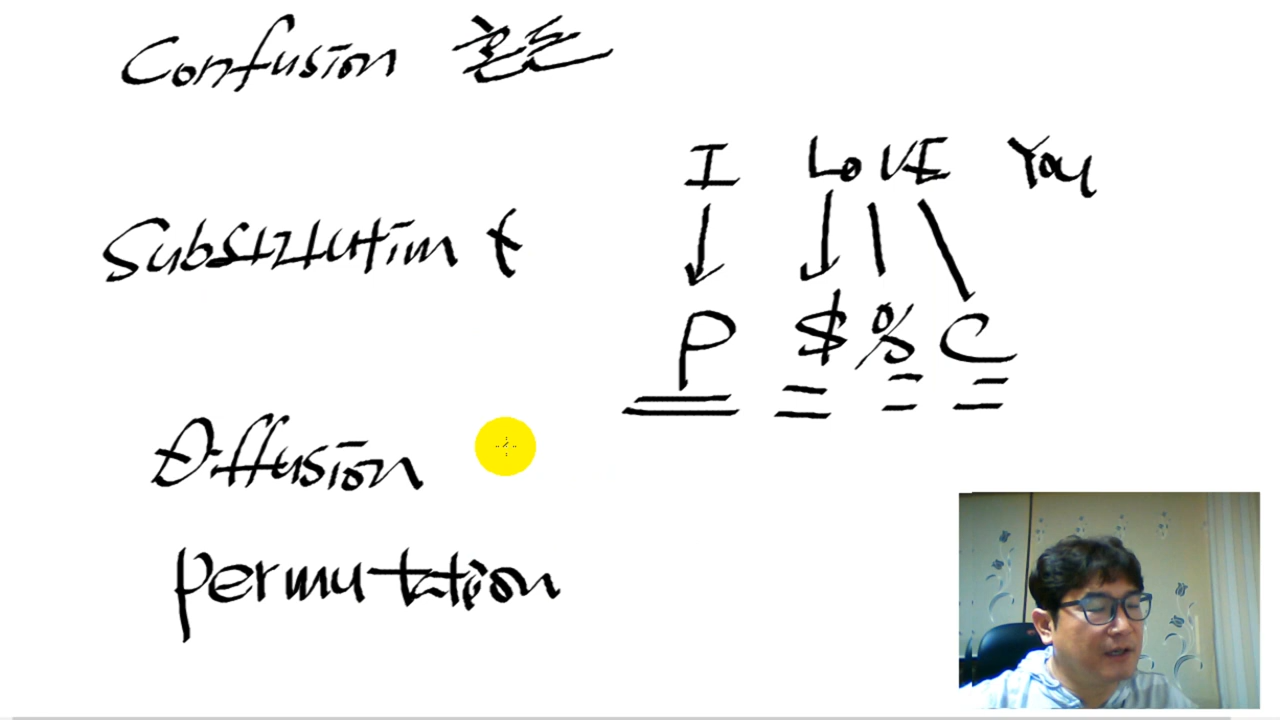 Confusion 혼돈
I LOVE You
Substitution
P $ % C
Diffusion
permutation